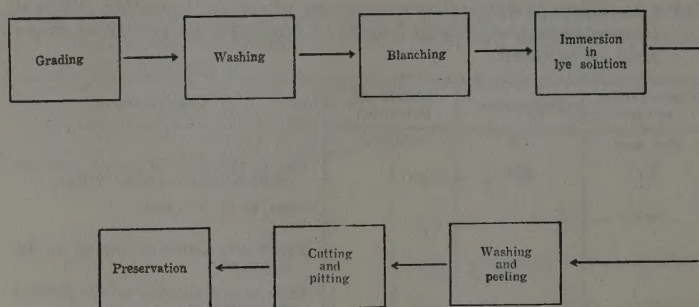 Grading
Washing
Blanching
Immersion
in
lye solution
Washing
and
peeling
Cutting
and
pitting
Preservation